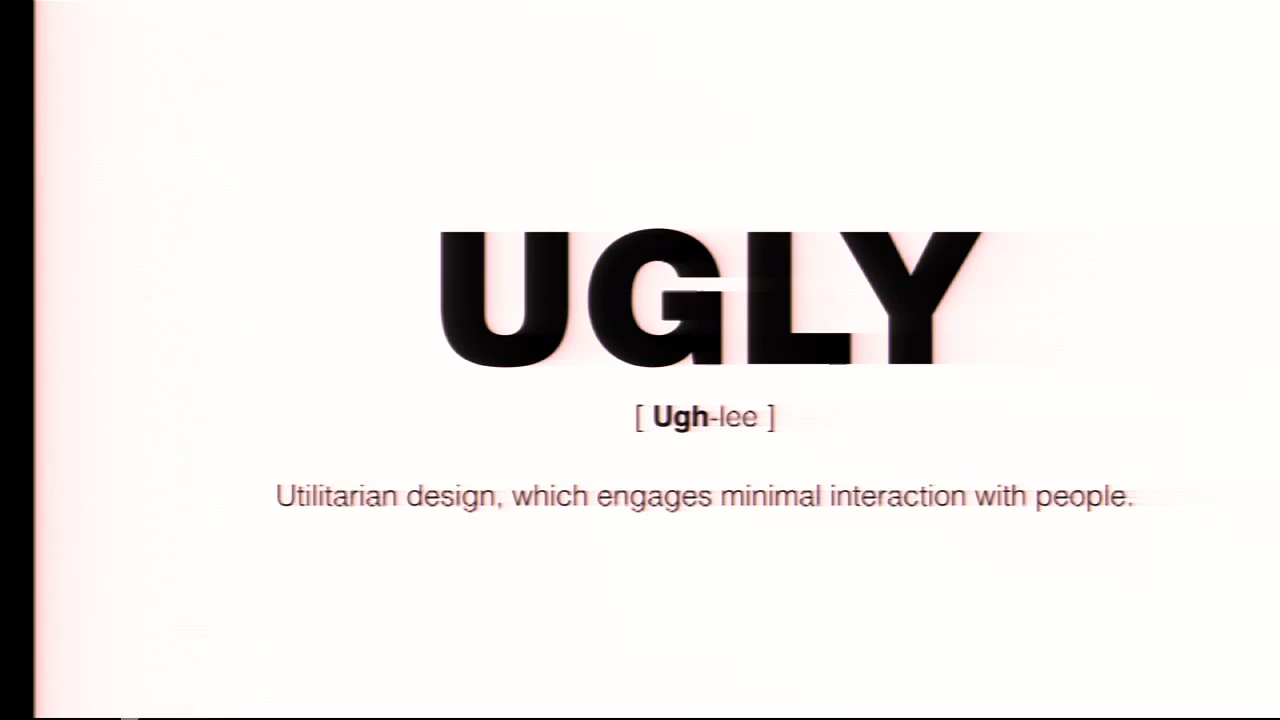 UGLY
[ Ugh-lee ]
Utilitarian design, which engages minimal interaction with people.